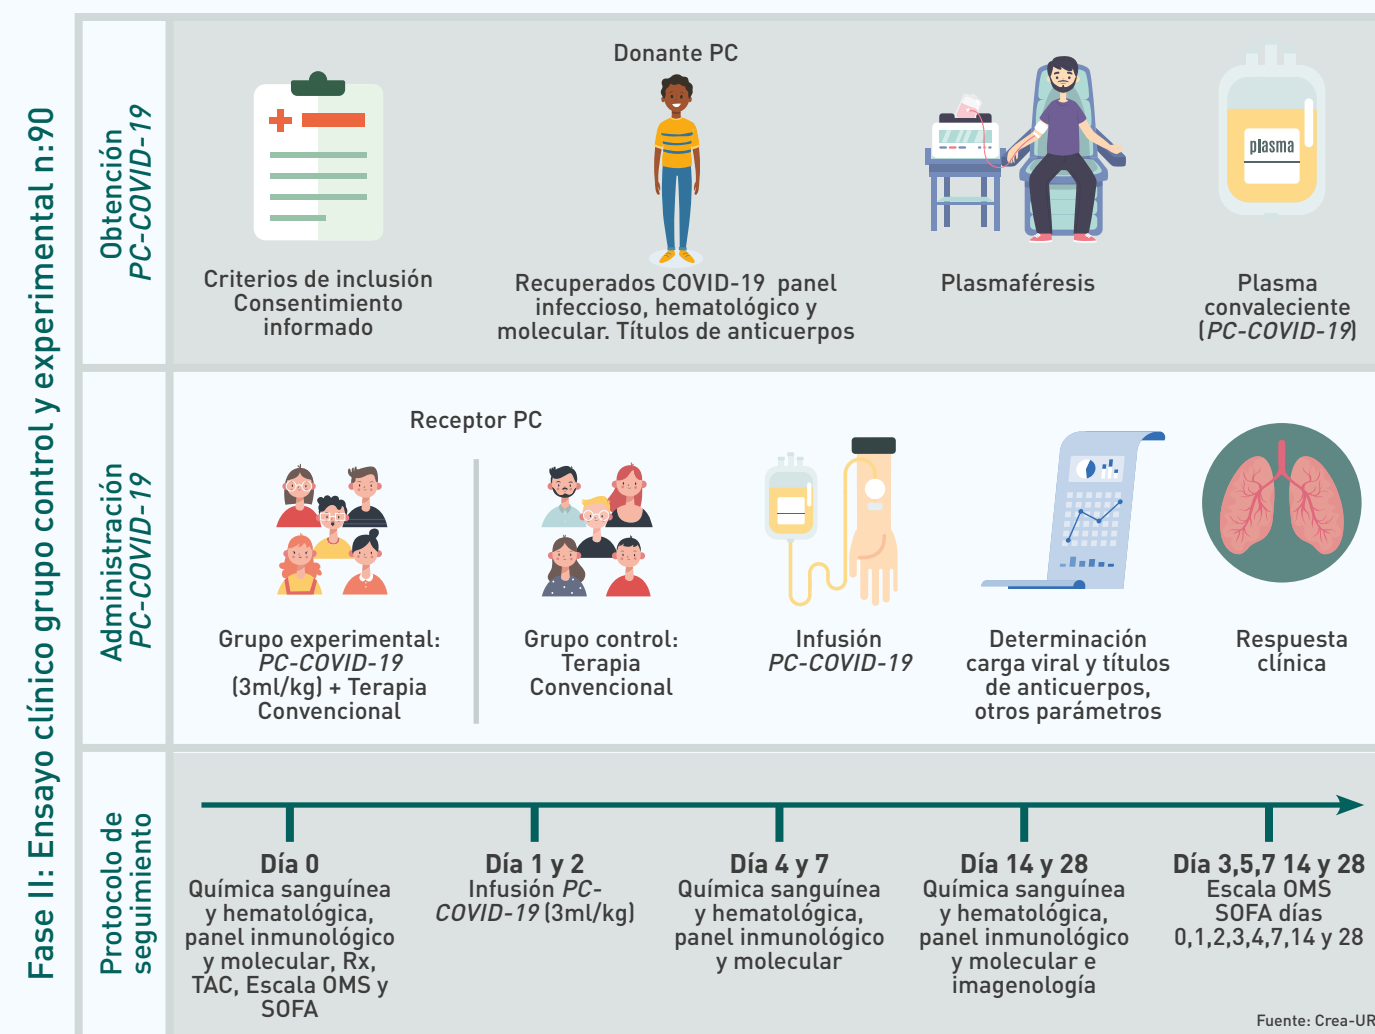 Fase II: Ensayo clínico grupo control y experimental n:90
Obtención
PC-COVID-19
Criterios de inclusión
Consentimiento
informado
Donante PC
Recuperados COVID-19 panel
infeccioso, hematológico y
molecular. Títulos de anticuerpos
Plasmaféresis
plasma
Plasma
convaleciente
(PC-COVID-19)
Administración
PC-COVID-19
Receptor PC
Grupo experimental:
PC-COVID-19
(3ml/kg) + Terapia
Convencional
Grupo control:
Terapia
Convencional
Infusión
PC-COVID-19
Determinación
carga viral y títulos
de anticuerpos,
otros parámetros
Respuesta
clínica
Protocolo de
seguimiento
Día 0
Química sanguínea
y hematológica,
panel inmunológico
y molecular, Rx,
TAC, Escala OMS y
SOFA
Día 1 y 2
Infusión PC-
COVID-19 (3ml/kg)
Día 4 y 7
Química sanguínea
y hematológica,
panel inmunológico
y molecular
Día 14 y 28
Química sanguínea
y hematológica,
panel inmunológico
y molecular e
imagenología
Día 3,5,7 14 y 28
Escala OMS
SOFA días
0,1,2,3,4,7,14 y 28
Fuente: Crea-UR